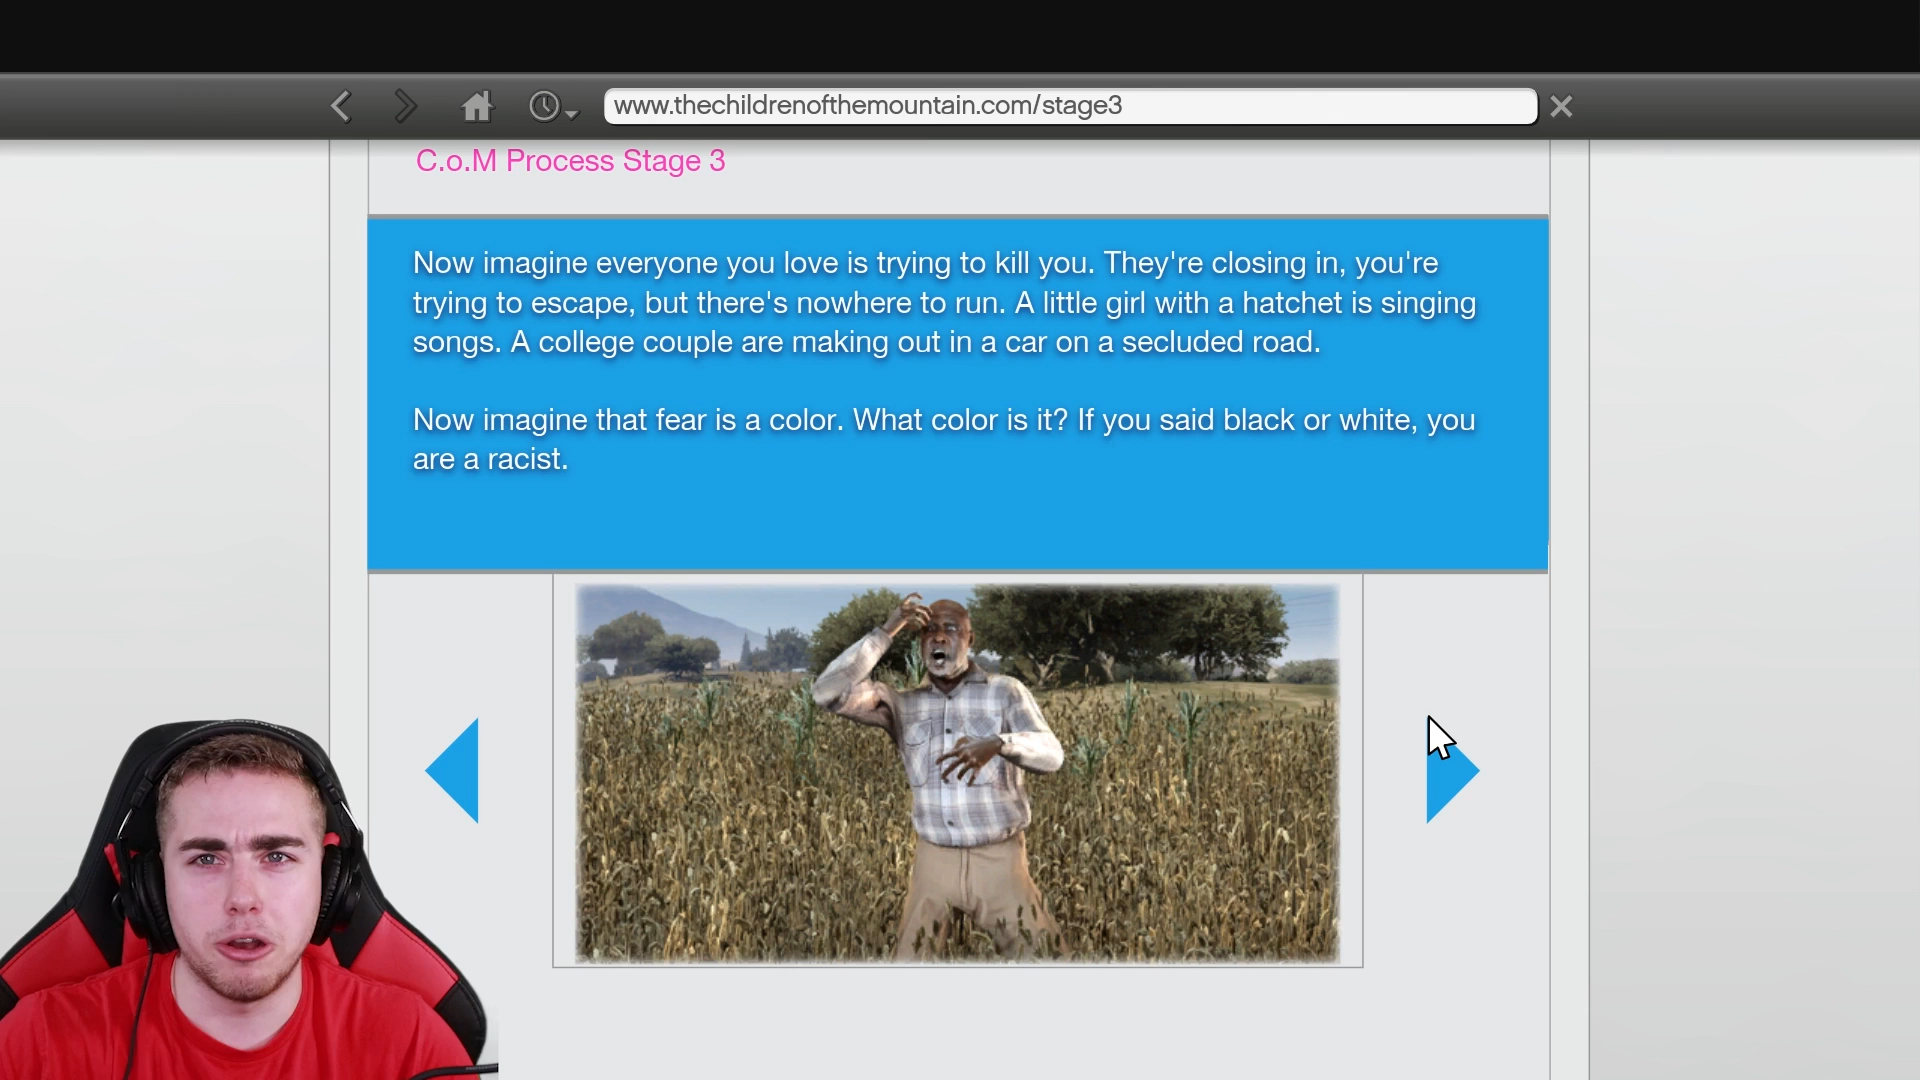 www.thechildrenofthemountain.com/stage3
C.o.M Process Stage 3
Now imagine everyone you love is trying to kill you. They're closing in, you're
trying to escape, but there's nowhere to run. A little girl with a hatchet is singing
songs. A college couple are making out in a car on a secluded road.
Now imagine that fear is a color. What color is it? If you said black or white, you
are a racist.